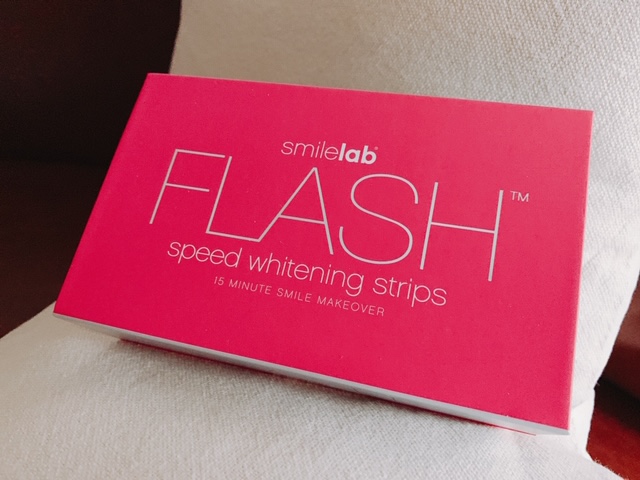 smilelab®
FLASH™
speed whitening strips
15 MINUTE SMILE MAKEOVER